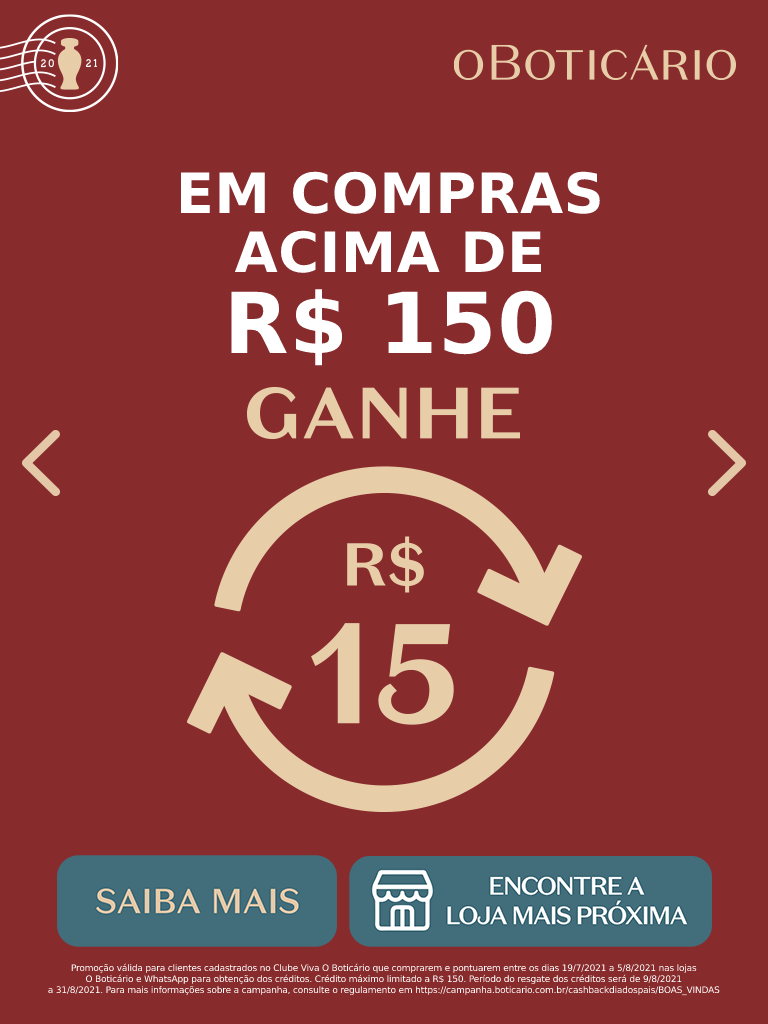 20 21
OBOTICÁRIO
EM COMPRAS
ACIMA DE
R$ 150
GANHE
R$
15
SAIBA MAIS
ENCONTRE A
LOJA MAIS PRÓXIMA
Promoção válida para clientes cadastrados no Clube Viva O Boticário que comprarem e pontuarem entre os dias 19/7/2021 a 5/8/2021 nas lojas
O Boticário e WhatsApp para obtenção dos créditos. Crédito máximo limitado a R$ 150. Período do resgate dos créditos será de 9/8/2021
a 31/8/2021. Para mais informações sobre a campanha, consulte o regulamento em https://campanha.boticario.com.br/cashbackdiadospais/BOAS_VINDAS